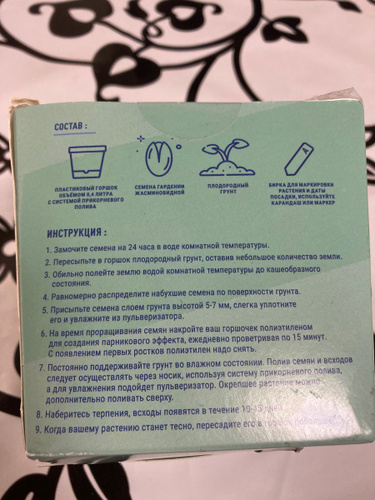 СОСТАВ :
ПЛАСТИКОВЫЙ ГОРШОК
ОБЪЁМОМ 0,4 ЛИТРА
С СИСТЕМОЙ ПРИКОРНЕВОГО
ПОЛИВА
СЕМЕНА ГАРДЕНИИ
ЖАСМИНОВИДНОЙ
ПЛОДОРОДНЫЙ
ГРУНТ
БИРКА ДЛЯ МАРКИРОВКИ
РАСТЕНИЯ И ДАТЫ
ПОСАДКИ, ИСПОЛЬЗУЙТЕ
КАРАНДАШ ИЛИ МАРКЕР
ИНСТРУКЦИЯ :
1. Замочите семена на 24 часа в воде комнатной температуры.
2. Пересыпьте в горшок плодородный грунт, оставив небольшое количество земли.
3. Обильно полейте землю водой комнатной температуры до кашеобразного
состояния.
4. Равномерно распределите набухшие семена по поверхности грунта.
5. Присыпьте семена слоем грунта высотой 5-7 мм, слегка уплотните
его и увлажните из пульверизатора.
6. На время проращивания семян накройте ваш горшочек полиэтиленом
для создания парникового эффекта, ежедневно проветривая по 15 минут.
С появлением первых ростков полиэтилен надо снять.
7. Постоянно поддерживайте грунт во влажном состоянии. Полив семян и всходов
следует осуществлять через носик, используя систему прикорневого полива,
а для увлажнения подойдет пульверизатор. Окрепшее растение можно
дополнительно поливать сверху.
8. Наберитесь терпения, всходы появятся в течение
9. Когда вашему растению станет тесно, пересадите его в